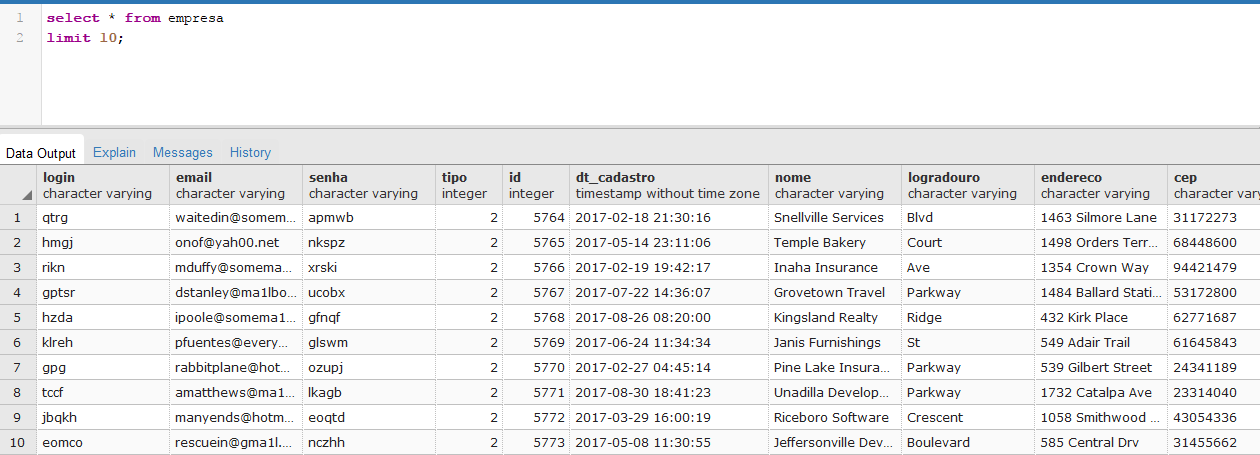 1 select * from empresa
2 limit 10;
Data Output Explain Messages History
login email senha tipo id dt_cadastro nome logradouro endereco cep
character varying character varying character varying integer integer timestamp without time zone character varying character varying character varying character vary
1 qtrg waitedin@somem... apmwb 2 5764 2017-02-18 21:30:16 Snellville Services Blvd 1463 Silmore Lane 31172273
2 hmgj onof@yah00.net nkspz 2 5765 2017-05-14 23:11:06 Temple Bakery Court 1498 Orders Terr... 68448600
3 rikn mduffy@somema... xrski 2 5766 2017-02-19 19:42:17 Inaha Insurance Ave 1354 Crown Way 94421479
4 gptsr dstanley@ma1lbo... ucobx 2 5767 2017-07-22 14:36:07 Grovetown Travel Parkway 1484 Ballard Stati... 53172800
5 hzda ipoole@somema1... gfnqf 2 5768 2017-08-26 08:20:00 Kingsland Realty Ridge 432 Kirk Place 62771687
6 klreh pfuentes@every... glswm 2 5769 2017-06-24 11:34:34 Janis Furnishings St 549 Adair Trail 61645843
7 gpg rabbitplane@hot... ozupj 2 5770 2017-02-27 04:45:14 Pine Lake Insura... Parkway 539 Gilbert Street 24341189
8 tccf amatthews@ma1... lkagb 2 5771 2017-08-30 18:41:23 Unadilla Develop... Parkway 1732 Catalpa Ave 23314040
9 jbqkh manyends@hotm... eoqtd 2 5772 2017-03-29 16:00:19 Riceboro Software Crescent 1058 Smithwood ... 43054336
10 eomco rescuein@gma1l.... nczhh 2 5773 2017-05-08 11:30:55 Jeffersonville Dev... Boulevard 585 Central Drv 31455662